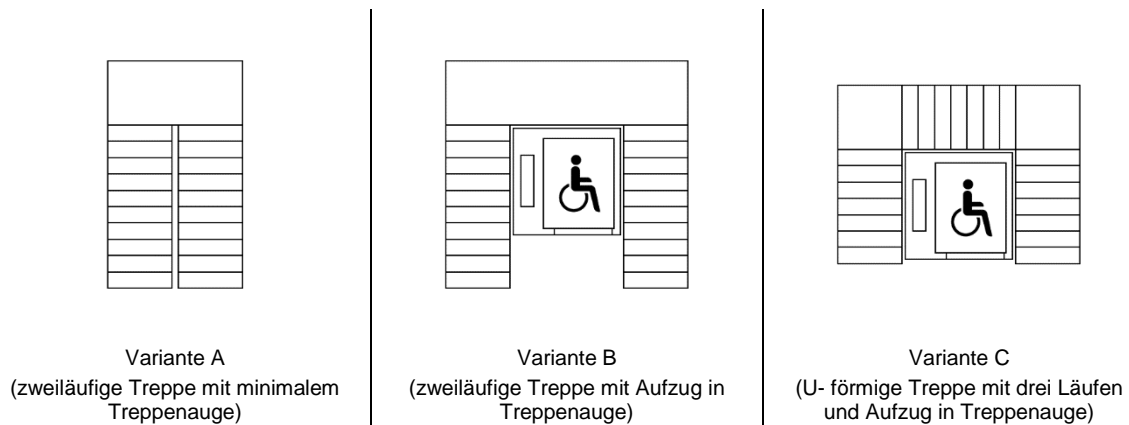 Variante A
(zweiläufige Treppe mit minimalem
Treppenauge)
Variante B
(zweiläufige Treppe mit Aufzug in
Treppenauge)
Variante C
(U- förmige Treppe mit drei Läufen
und Aufzug in Treppenauge)